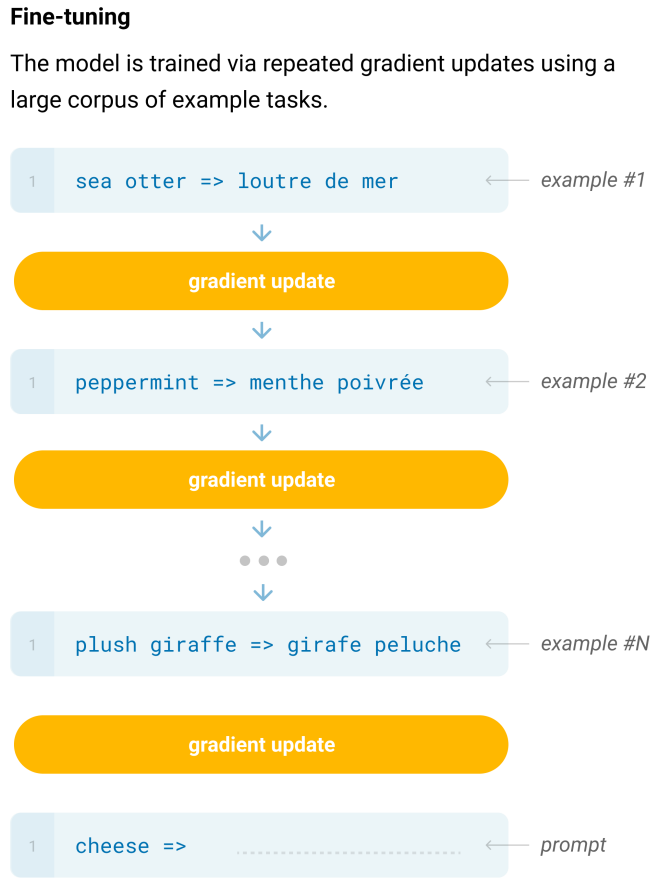 Fine-tuning
The model is trained via repeated gradient updates using a
large corpus of example tasks.
1 sea otter => loutre de mer example #1
gradient update
1 peppermint => menthe poivrée example #2
gradient update
1 plush giraffe => girafe peluche example #N
gradient update
1 cheese => prompt